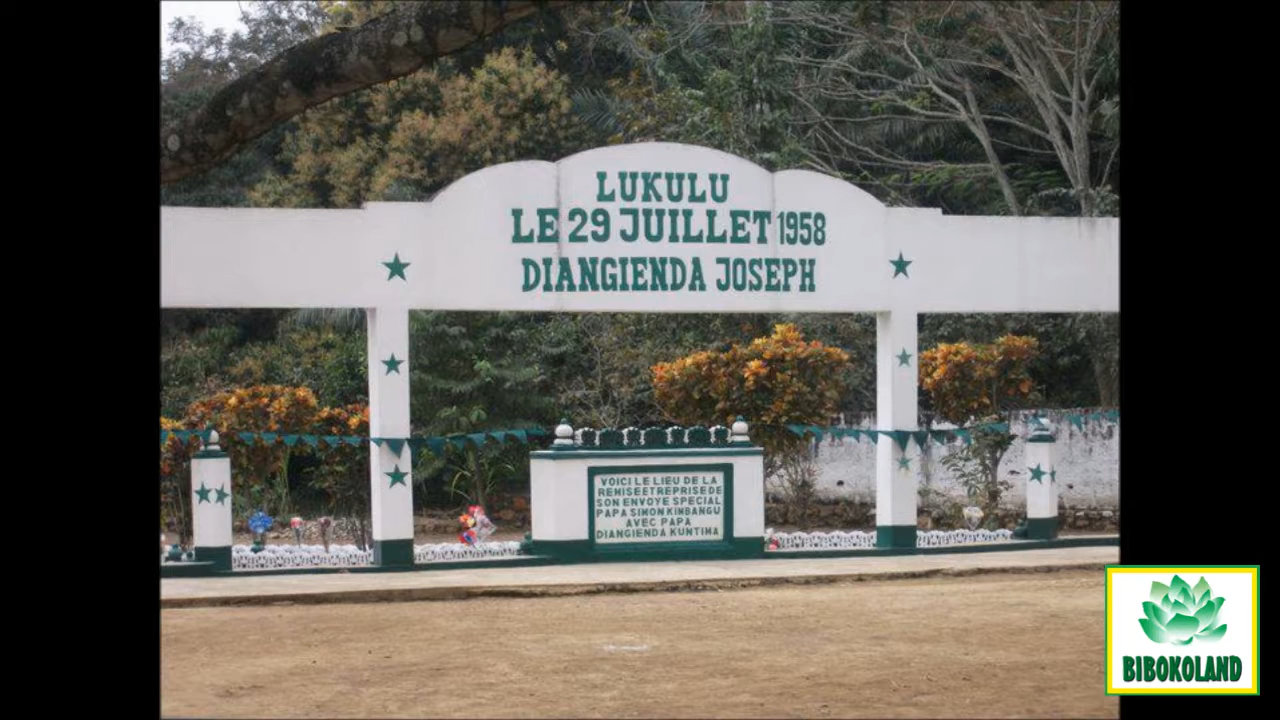 LUKULU
LE 29 JUILLET 1958
DIANGIENDA JOSEPH
VOICI LE LIEU DE LA
REMISE ET REPRISE DE
SON ENVOYE SPECIAL
PAPA SIMON KIMBANGU
AVEC PAPA
DIANGIENDA KUNTIMA
BIBOKOLAND